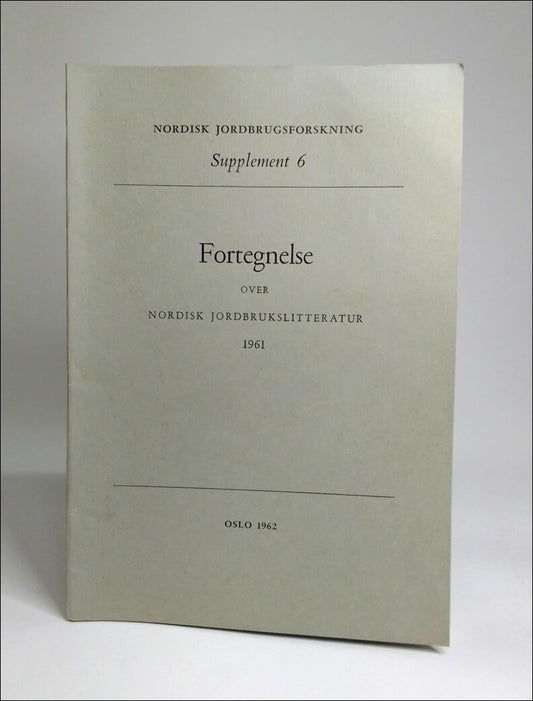 NORDISK JORDBRUGSFORSKNING
Supplement 6
Fortegnelse
OVER
NORDISK JORDBRUKSLITTERATUR
1961
OSLO 1962